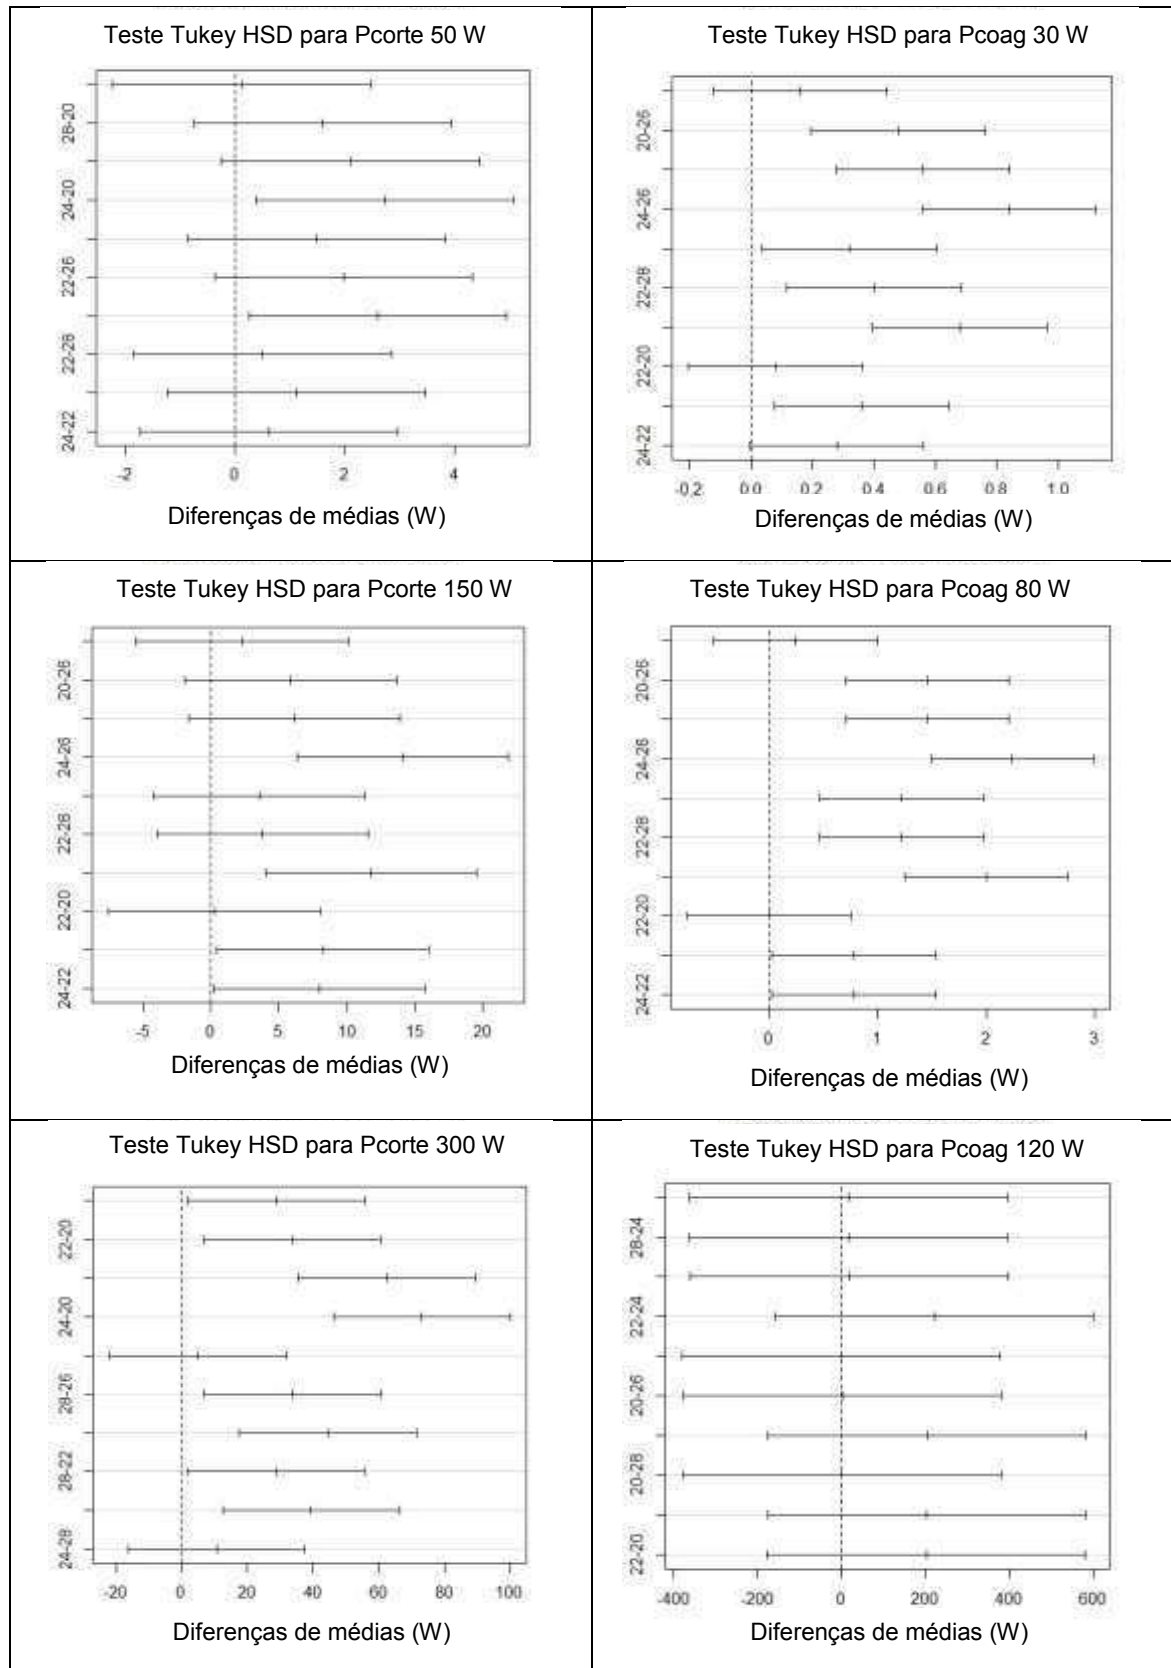 Teste Tukey HSD para Pcorte 50 W
28-20
24-20
22-26
22-28
24-22
-2 0 2 4
Diferenças de médias (W)
Teste Tukey HSD para Pcoag 30 W
20-26
24-26
22-28
22-20
24-22
-0.2 0.0 0.2 0.4 0.6 0.8 1.0
Diferenças de médias (W)
Teste Tukey HSD para Pcorte 150 W
20-26
24-26
22-28
22-20
24-22
-5 0 5 10 15 20
Diferenças de médias (W)
Teste Tukey HSD para Pcoag 80 W
20-26
24-26
22-28
22-20
24-22
0 1 2 3
Diferenças de médias (W)
Teste Tukey HSD para Pcorte 300 W
22-20
24-20
28-26
28-22
24-28
-20 0 20 40 60 80 100
Diferenças de médias (W)
Teste Tukey HSD para Pcoag 120 W
28-24
22-24
20-26
20-28
22-20
-400 -200 0 200 400 600
Diferenças de médias (W)